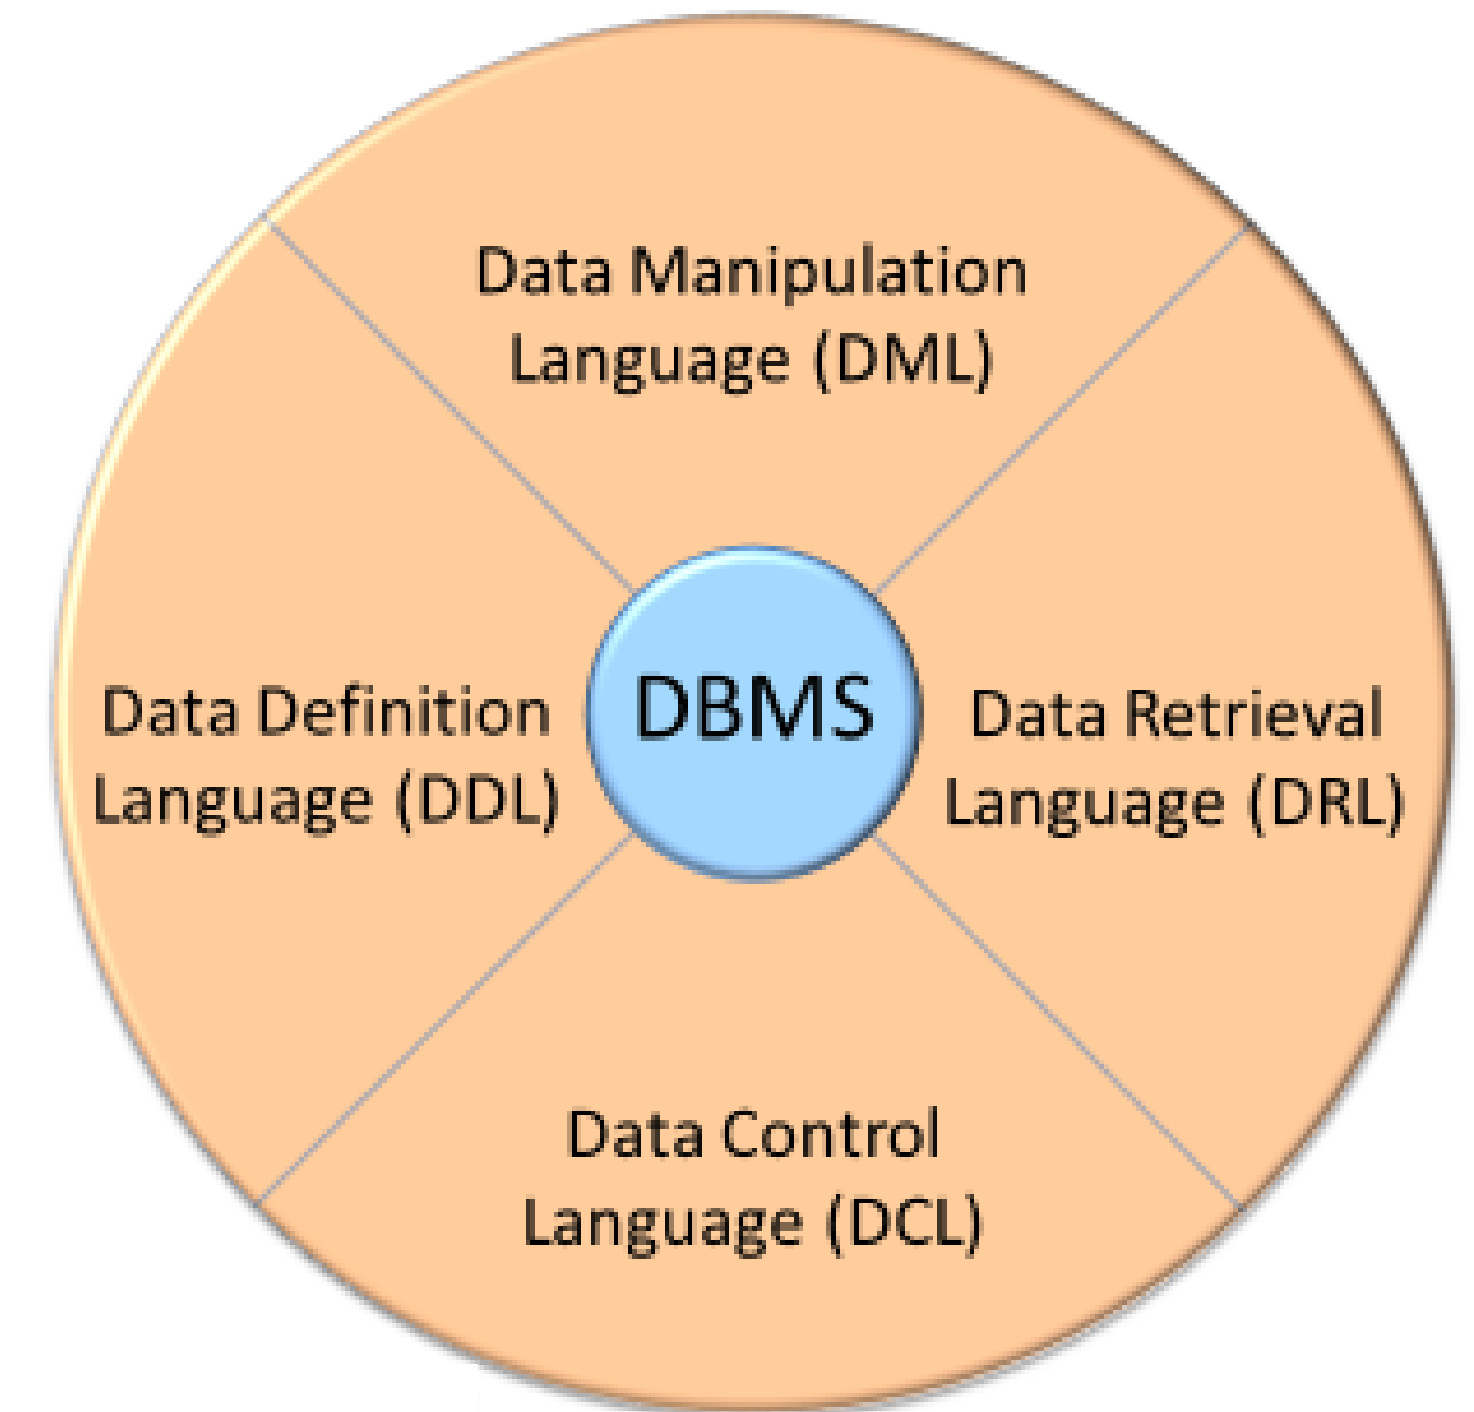 Data Manipulation
Language (DML)
Data Definition
Language (DDL)
DBMS
Data Retrieval
Language (DRL)
Data Control
Language (DCL)